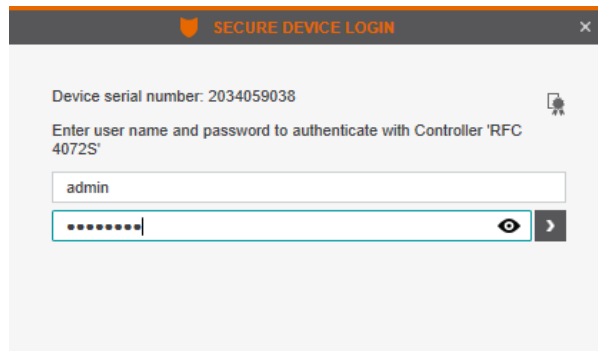 SECURE DEVICE LOGIN
Device serial number: 2034059038
Enter user name and password to authenticate with Controller 'RFC
4072S'
admin
••••••••